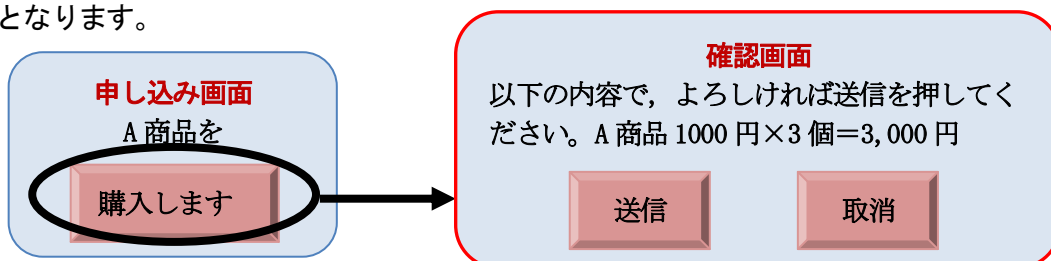 となります。
申し込み画面
A 商品を
購入します
確認画面
以下の内容で，よろしければ送信を押してく
ださい。A 商品 1000 円×3 個＝3,000 円
送信
取消